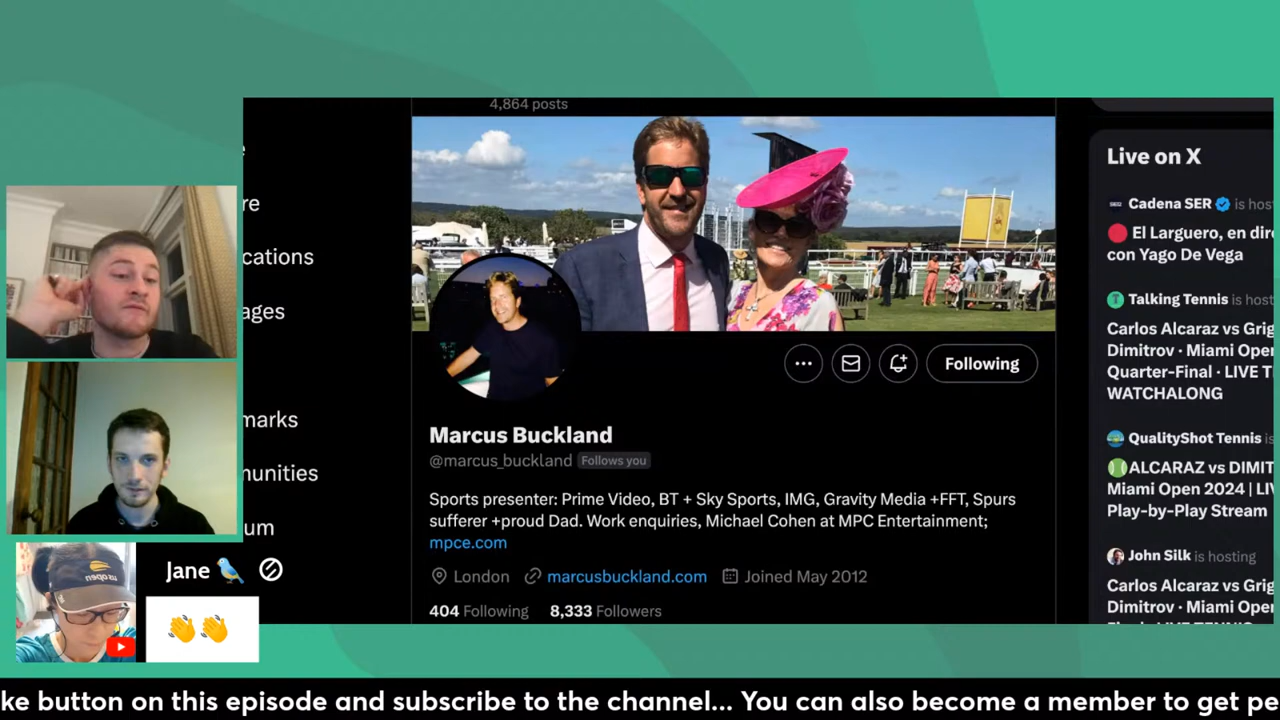 4,864 posts
Live on X
Cadena SER is host
El Larguero, en dire
con Yago De Vega
Talking Tennis is host
Carlos Alcaraz vs Grig
Dimitrov · Miami Open
Quarter-Final · LIVE T
WATCHALONG
QualityShot Tennis is
ALCARAZ vs DIMIT
Miami Open 2024 | LIV
Play-by-Play Stream
John Silk is hosting
Carlos Alcaraz vs Grig
Dimitrov · Miami Ope
re
cations
ages
marks
nunities
um
Following
Marcus Buckland
@marcus_buckland Follows you
Sports presenter: Prime Video, BT + Sky Sports, IMG, Gravity Media +FFT, Spurs
sufferer +proud Dad. Work enquiries, Michael Cohen at MPC Entertainment;
mpce.com
London marcusbuckland.com Joined May 2012
404 Following 8,333 Followers
Jane
ke button on this episode and subscribe to the channel... You can also become a member to get pe